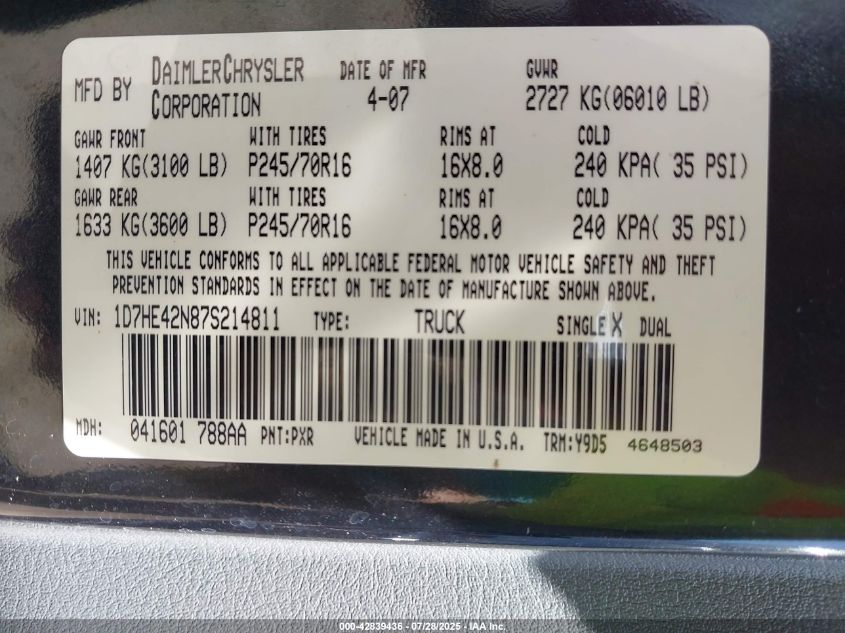 MFD BY DAIMLERCHRYSLER CORPORATION DATE OF MFR 4-07 GVWR 2727 KG(06010 LB)
GAWR FRONT WITH TIRES RIMS AT COLD
1407 KG(3100 LB) P245/70R16 16X8.0 240 KPA( 35 PSI)
GAWR REAR WITH TIRES RIMS AT COLD
1633 KG(3600 LB) P245/70R16 16X8.0 240 KPA( 35 PSI)
THIS VEHICLE CONFORMS TO ALL APPLICABLE FEDERAL MOTOR VEHICLE SAFETY AND THEFT
PREVENTION STANDARDS IN EFFECT ON THE DATE OF MANUFACTURE SHOWN ABOVE.
VIN: 1D7HE42N87S214811 TYPE: TRUCK SINGLE X DUAL
MDH: 041601 788AA PNT:PXR VEHICLE MADE IN U.S.A. TRM:Y9D5 4648503
000-42839436 - 07/28/2025 - IAA Inc.